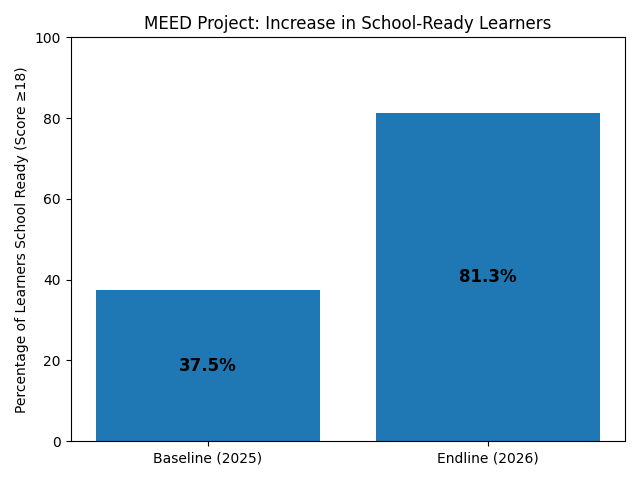 MEED Project: Increase in School-Ready Learners
Percentage of Learners School Ready (Score ≥18)
100
80
60
40
20
0
37.5%
81.3%
Baseline (2025)
Endline (2026)